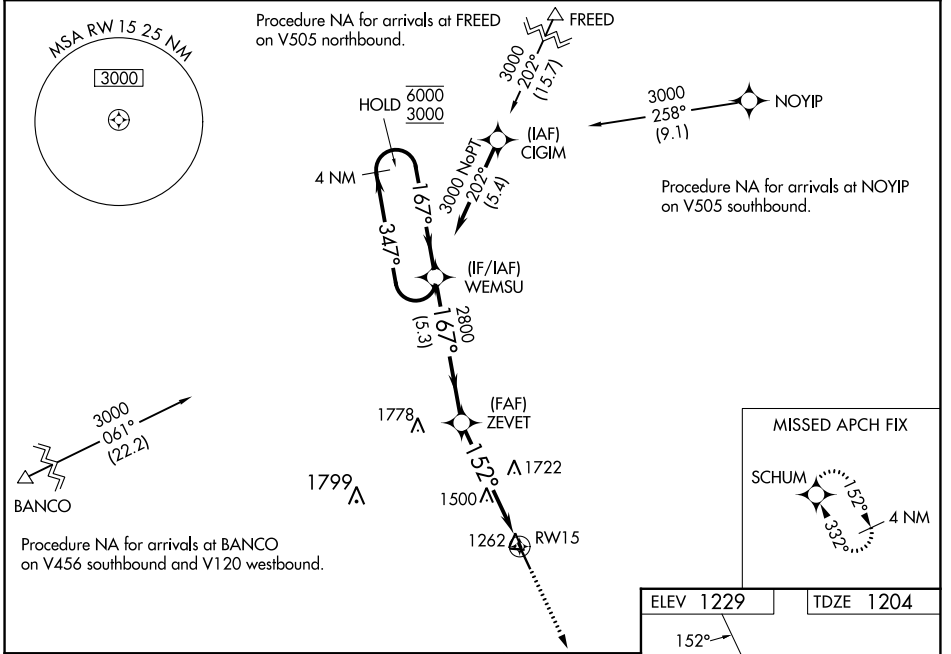 MSA RW 15 25 NM
3000
Procedure NA for arrivals at FREED
on V505 northbound.
FREED
3000
202°
(15.7)
HOLD
6000
3000
4 NM
167°
347°
(IAF)
CIGIM
3000 NoPT
202°
(5.4)
3000
258°
(9.1)
NOYIP
Procedure NA for arrivals at NOYIP
on V505 southbound.
(IF/IAF)
WEMSU
2800
167°
(5.3)
(FAF)
ZEVET
1778
152°
1722
1799
1500
1262
RW15
3000
061°
(22.2)
BANCO
Procedure NA for arrivals at BANCO
on V456 southbound and V120 westbound.
MISSED APCH FIX
SCHUM
152°
332°
4 NM
ELEV 1229
TDZE 1204
152°